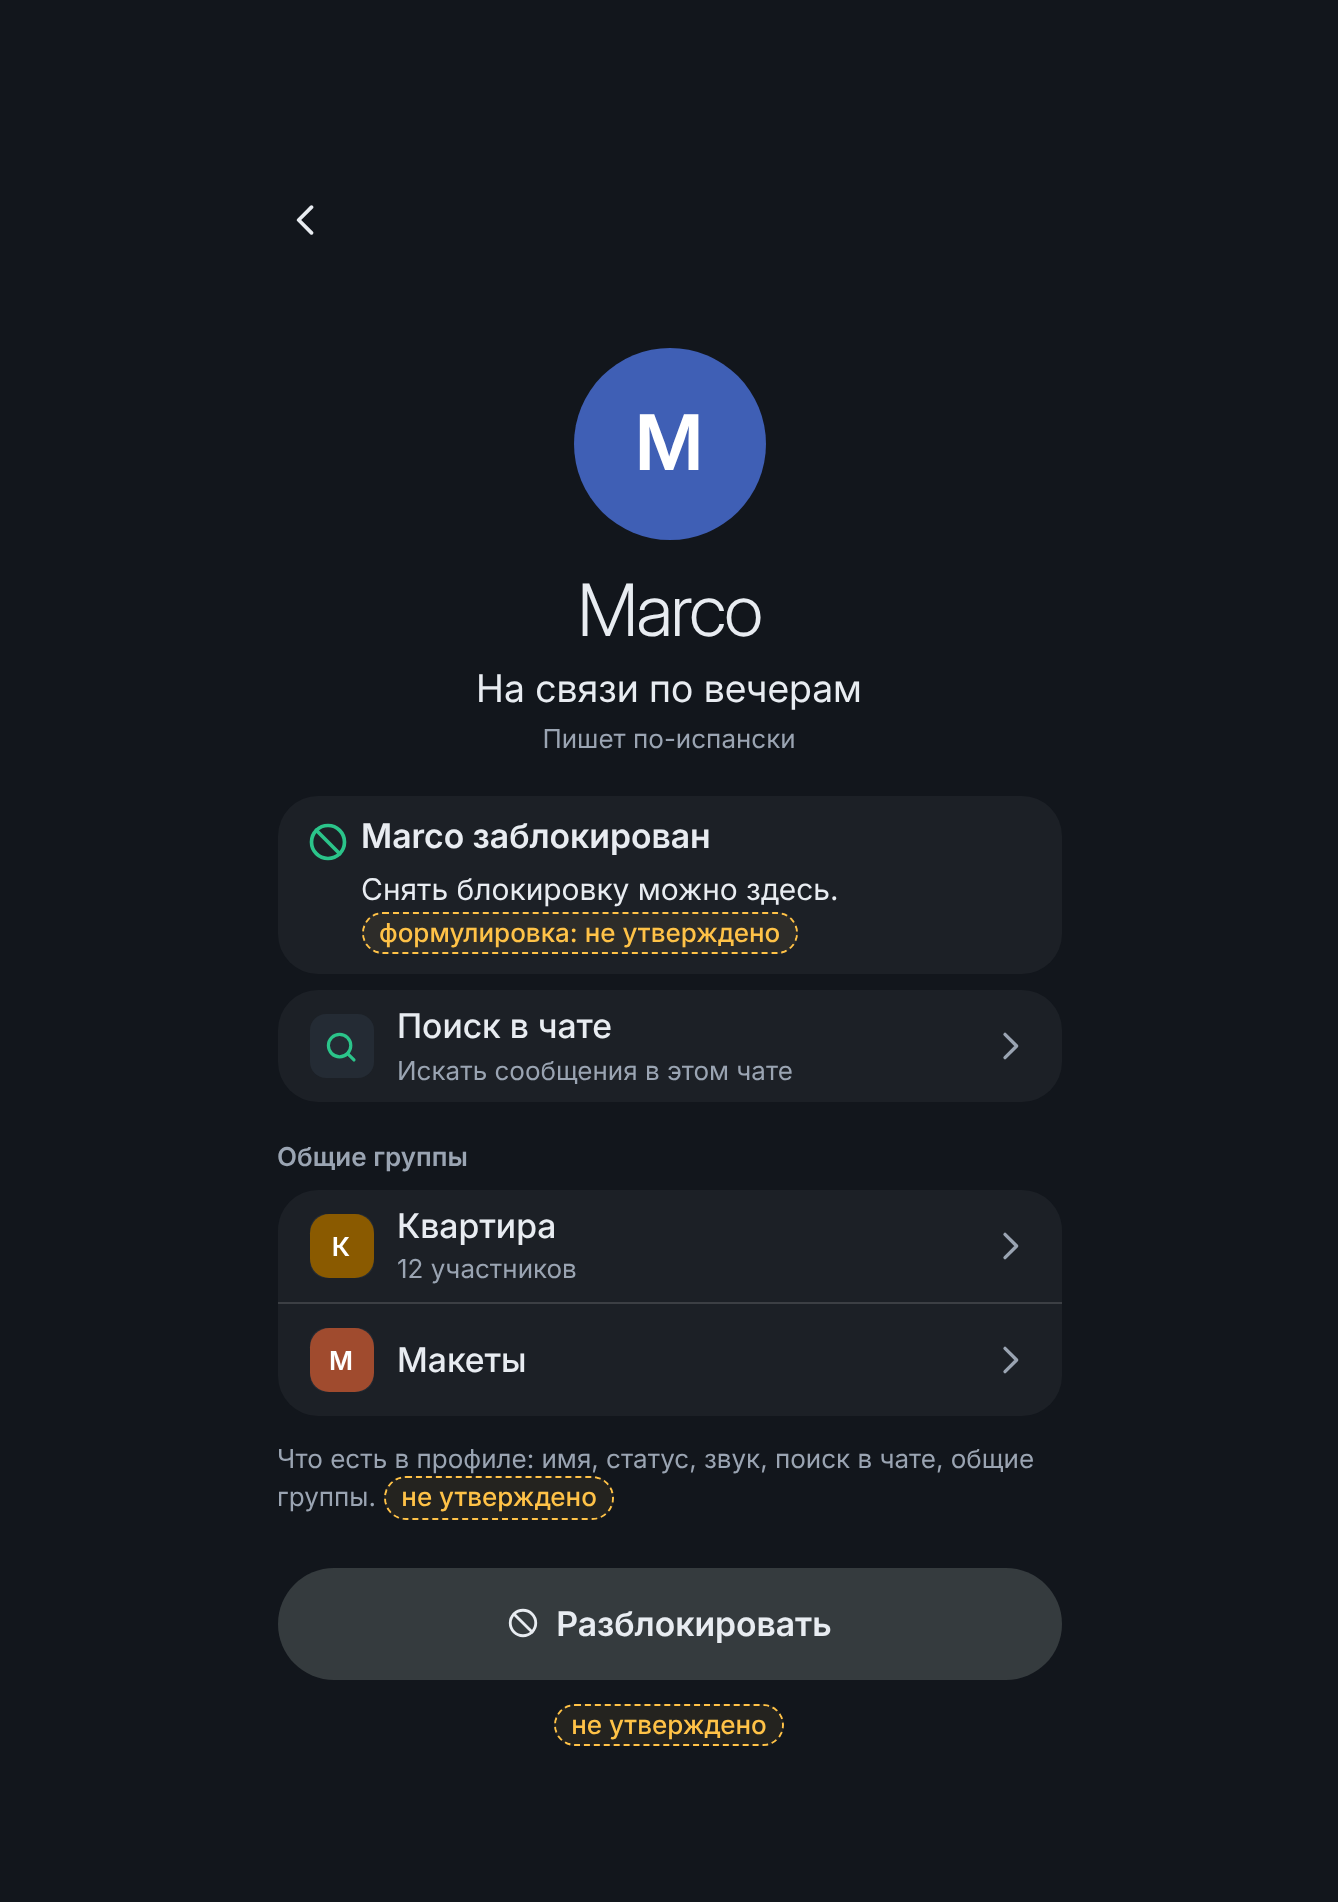 M
Marco
На связи по вечерам
Пишет по-испански
Marco заблокирован
Снять блокировку можно здесь.
формулировка: не утверждено
Поиск в чате
Искать сообщения в этом чате
Общие группы
К
Квартира
12 участников
М
Макеты
Что есть в профиле: имя, статус, звук, поиск в чате, общие
группы. не утверждено
Разблокировать
не утверждено